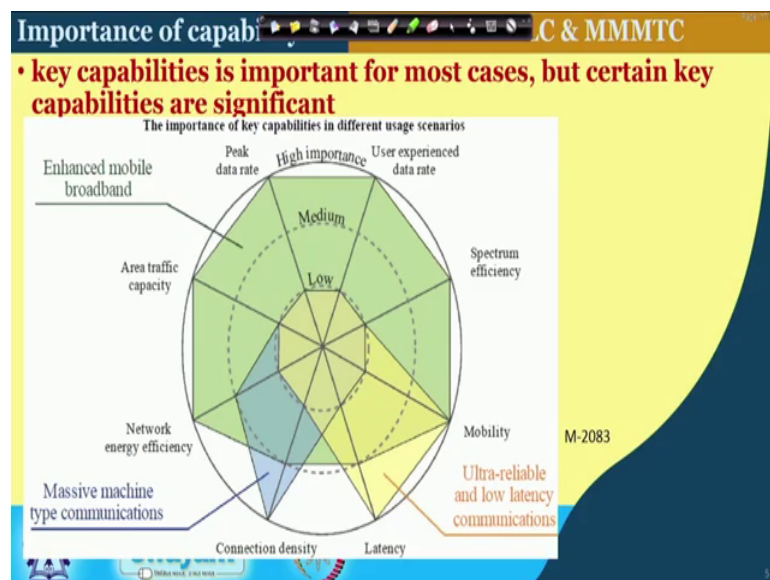 Importance of capabi LC & MMMTC
• key capabilities is important for most cases, but certain key
capabilities are significant
The importance of key capabilities in different usage scenarios
Peak
data rate
High importance
User experienced
data rate
Enhanced mobile
broadband
Medium
Area traffic
capacity
Low
Spectrum
efficiency
Network
energy efficiency
Mobility
M-2083
Massive machine
type communications
Ultra-reliable
and low latency
communications
Connection density
Latency